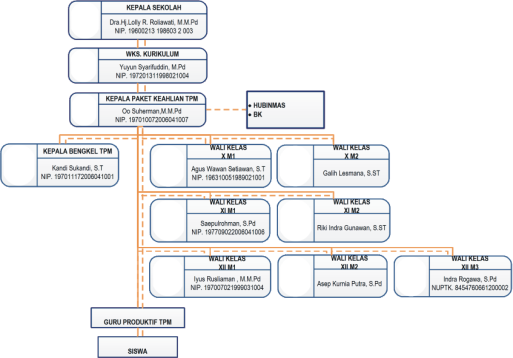 KEPALA SEKOLAH
Dra.Hj.Lolly R. Roliawati, M.M.Pd
NIP. 19600213 198603 2 003
WKS. KURIKULUM
Yuyun Syarifuddin, M.Pd
NIP. 197201311998021004
KEPALA PAKET KEAHLIAN TPM
Oo Suherman,M.M.Pd
NIP. 197010072006041007
• HUBINMAS
• BK
KEPALA BENGKEL TPM
Kandi Sukandi, S.T
NIP. 197011172006041001
WALI KELAS
X M1
Agus Wawan Setiawan, S.T
NIP. 196310051989021001
WALI KELAS
X M2
Galih Lesmana, S.ST
WALI KELAS
XI M1
Saepulrohman, S.Pd
NIP. 197709022008041006
WALI KELAS
XI M2
Riki Indra Gunawan, S.ST
WALI KELAS
XII M1
Iyus Rusliaman , M.M.Pd
NIP. 197007021999031004
WALI KELAS
XII M2
Asep Kurnia Putra, S.Pd
WALI KELAS
XII M3
Indra Rogawa, S.Pd
NUPTK. 8454760661200002
GURU PRODUKTIF TPM
SISWA